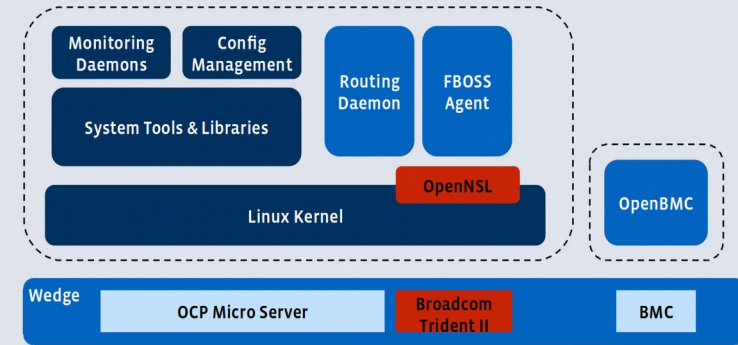 Monitoring
Daemons
Config
Management
Routing
Daemon
FBOSS
Agent
System Tools & Libraries
OpenNSL
Linux Kernel
OpenBMC
Wedge
OCP Micro Server
Broadcom
Trident II
BMC